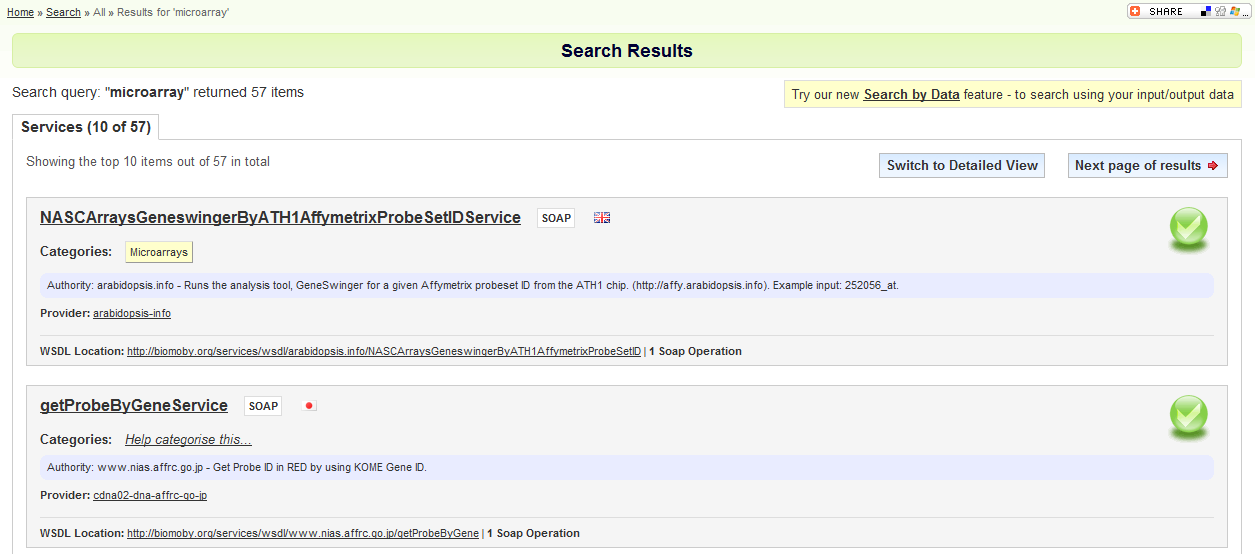 Home » Search » All » Results for 'microarray'
SHARE
Search Results
Search query: "microarray" returned 57 items
Try our new Search by Data feature - to search using your input/output data
Services (10 of 57)
Showing the top 10 items out of 57 in total
Switch to Detailed View
Next page of results
NASCArraysGeneswingerByATH1AffymetrixProbeSetIDService SOAP
Categories: Microarrays
Authority: arabidopsis.info - Runs the analysis tool, GeneSwinger for a given Affymetrix probeset ID from the ATH1 chip. (http://affy.arabidopsis.info). Example input: 252056_at.
Provider: arabidopsis-info
WSDL Location: http://biomoby.org/services/wsdl/arabidopsis.info/NASCArraysGeneswingerByATH1AffymetrixProbeSetID | 1 Soap Operation
getProbeByGeneService SOAP
Categories: Help categorise this...
Authority: www.nias.affrc.go.jp - Get Probe ID in RED by using KOME Gene ID.
Provider: cdna02-dna-affrc-go-jp
WSDL Location: http://biomoby.org/services/wsdl/www.nias.affrc.go.jp/getProbeByGene | 1 Soap Operation